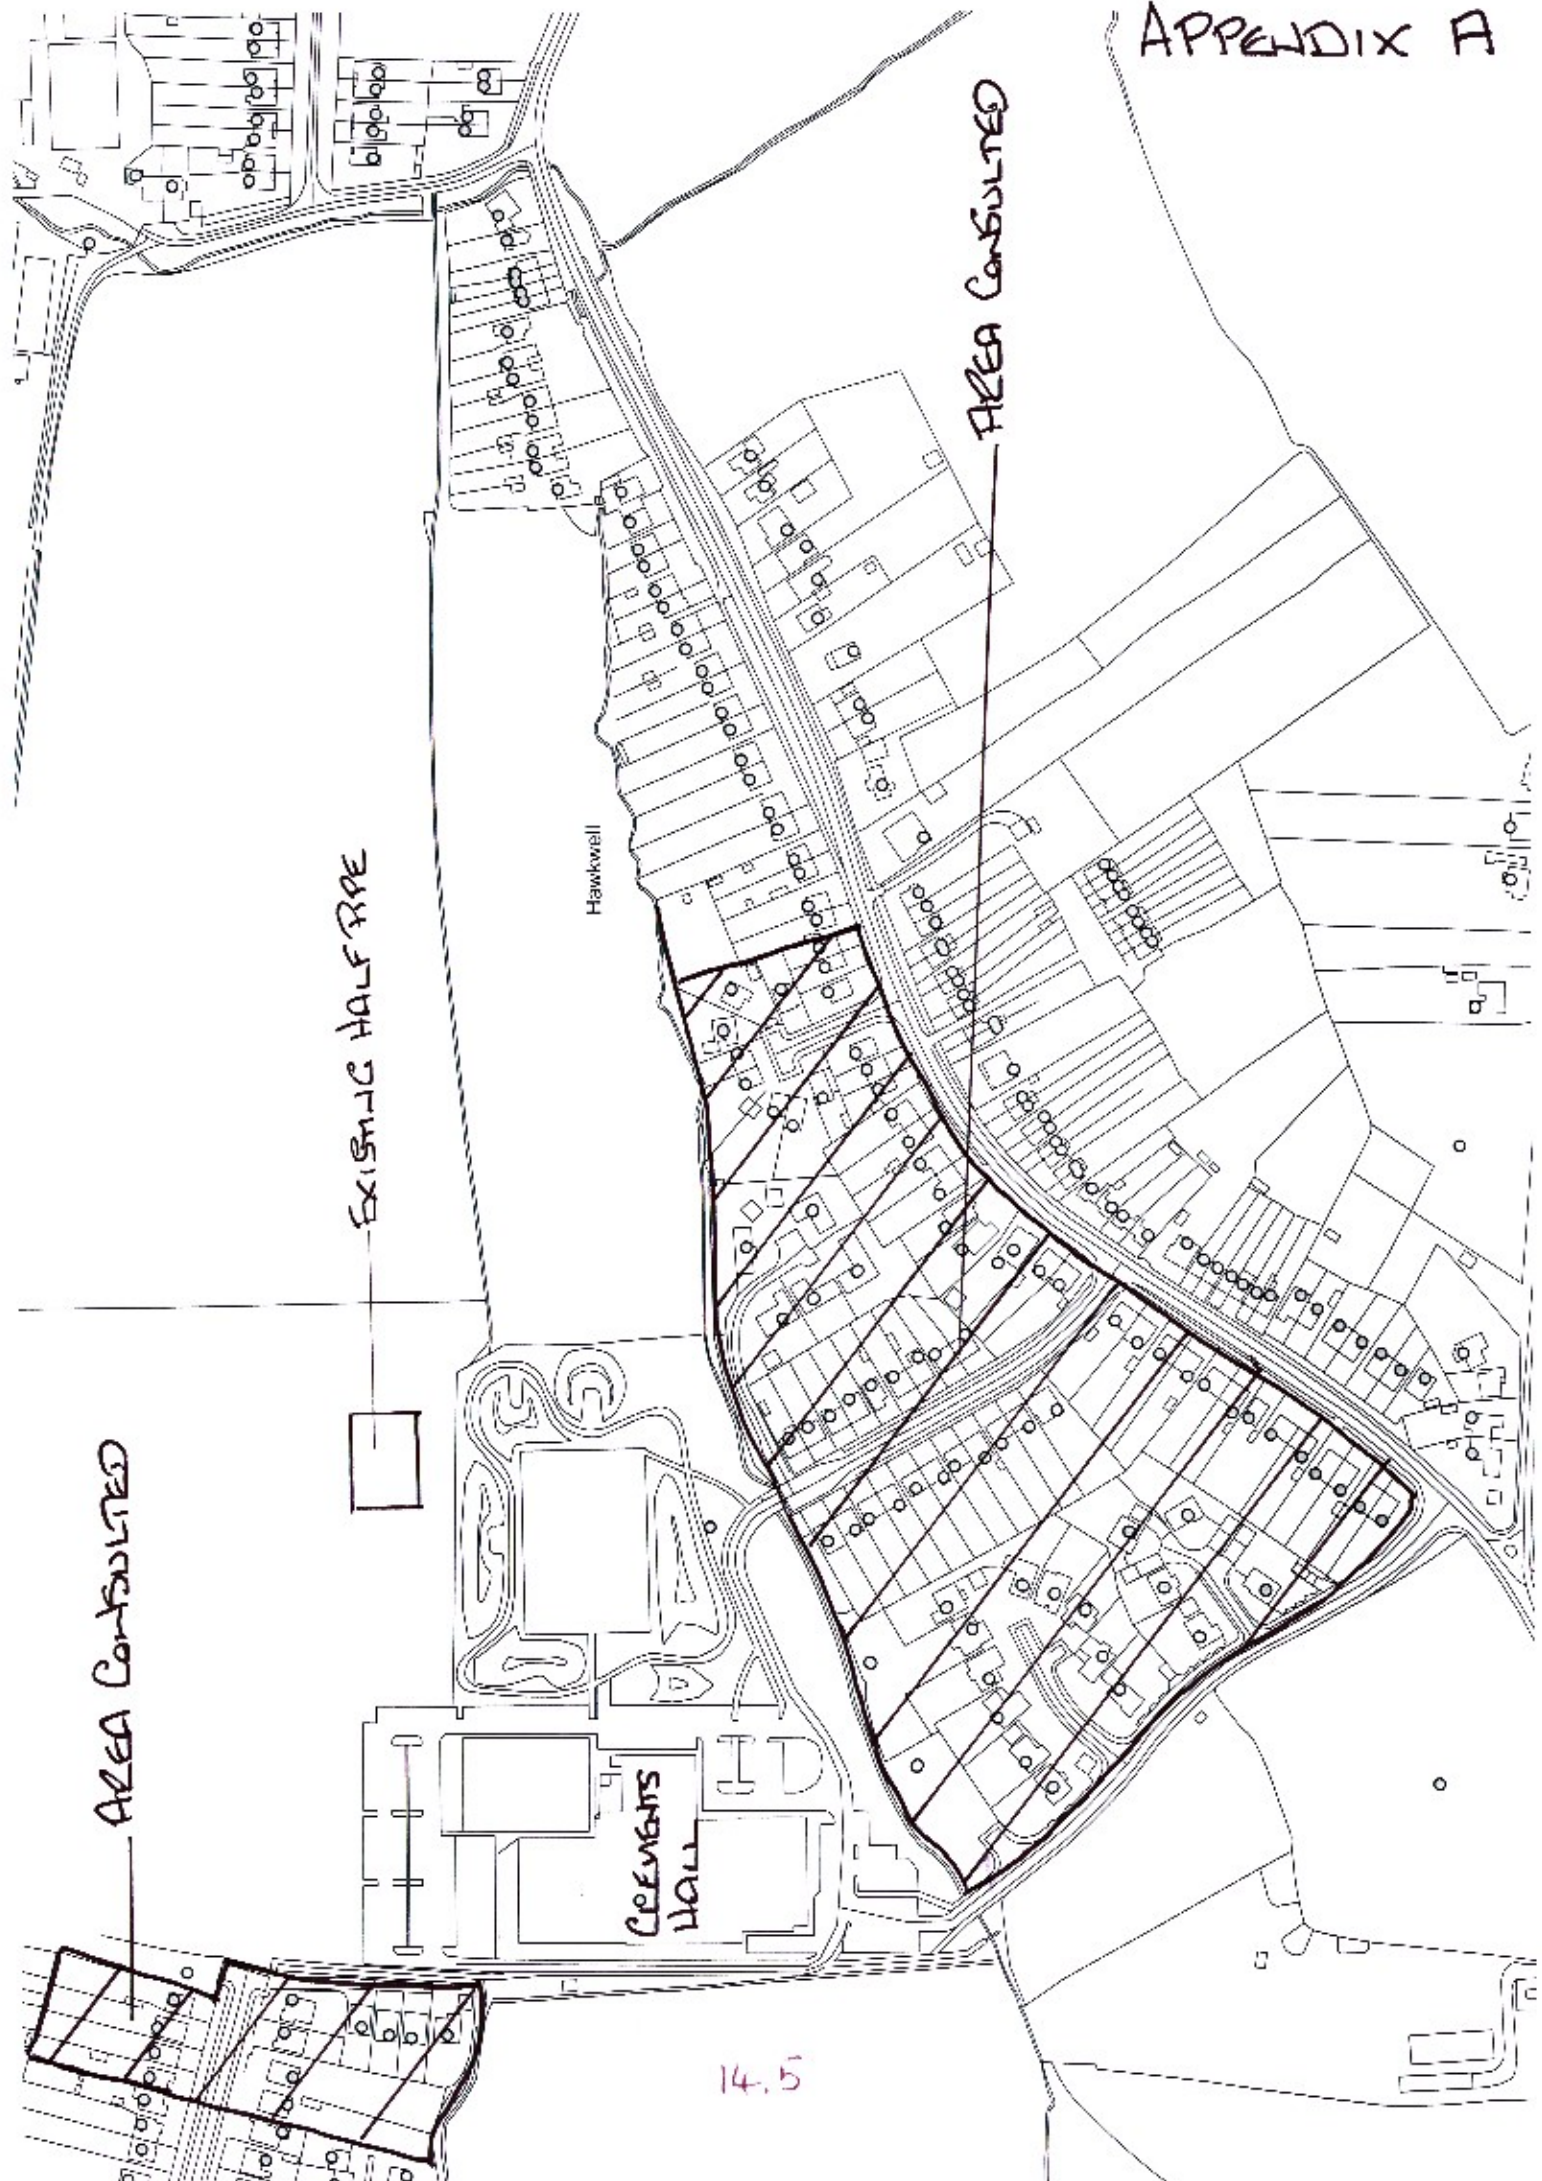 APPENDIX A
AREA CONSULTED
Hawkwell
EXISTING HALF PIPE
AREA CONSULTED
CLEMENTS
HALL
14.5